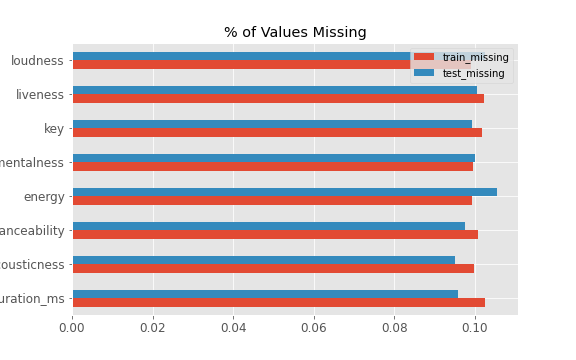 % of Values Missing
train_missing
test_missing
loudness
liveness
key
mentalness
energy
anceability
cousticness
uration_ms
0.00 0.02 0.04 0.06 0.08 0.10